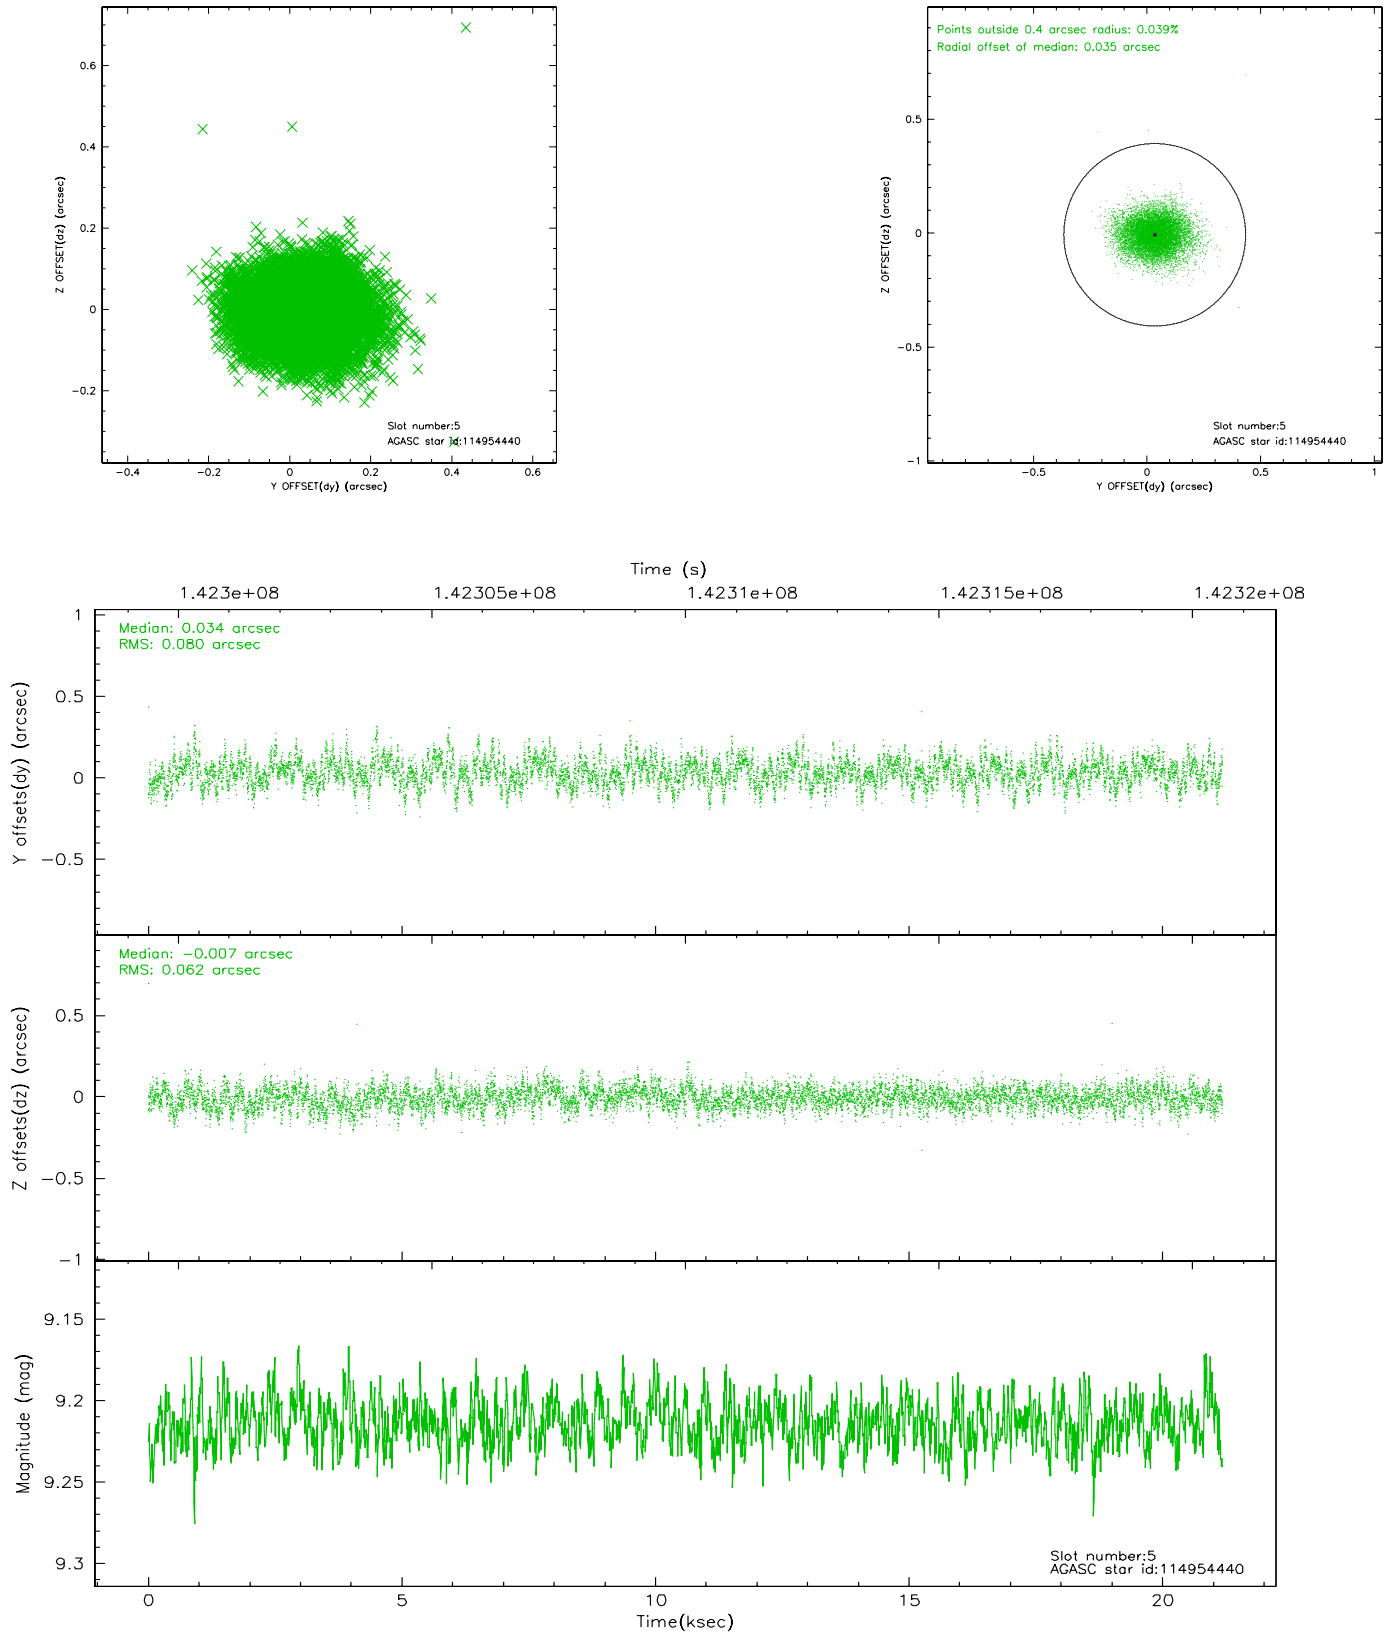 0.6
0.4
0.2
0
−0.2
Z OFFSET(dz) (arcsec)
Slot number:5
AGASC star id:114954440
−0.4 −0.2 0 0.2 0.4 0.6
Y OFFSET(dy) (arcsec)
Points outside 0.4 arcsec radius: 0.039%
Radial offset of median: 0.035 arcsec
0.5
0
−0.5
−1
Z OFFSET(dz) (arcsec)
Slot number:5
AGASC star id:114954440
−0.5 0 0.5 1
Y OFFSET(dy) (arcsec)
Time (s)
1.423e+08 1.42305e+08 1.4231e+08 1.42315e+08 1.4232e+08
Median: 0.034 arcsec
RMS: 0.080 arcsec
1
0.5
0
−0.5
Y offsets(dy) (arcsec)
Median: −0.007 arcsec
RMS: 0.062 arcsec
0.5
0
−0.5
−1
Z offsets(dz) (arcsec)
9.15
9.2
9.25
9.3
Magnitude (mag)
Slot number:5
AGASC star id:114954440
0 5 10 15 20
Time(ksec)